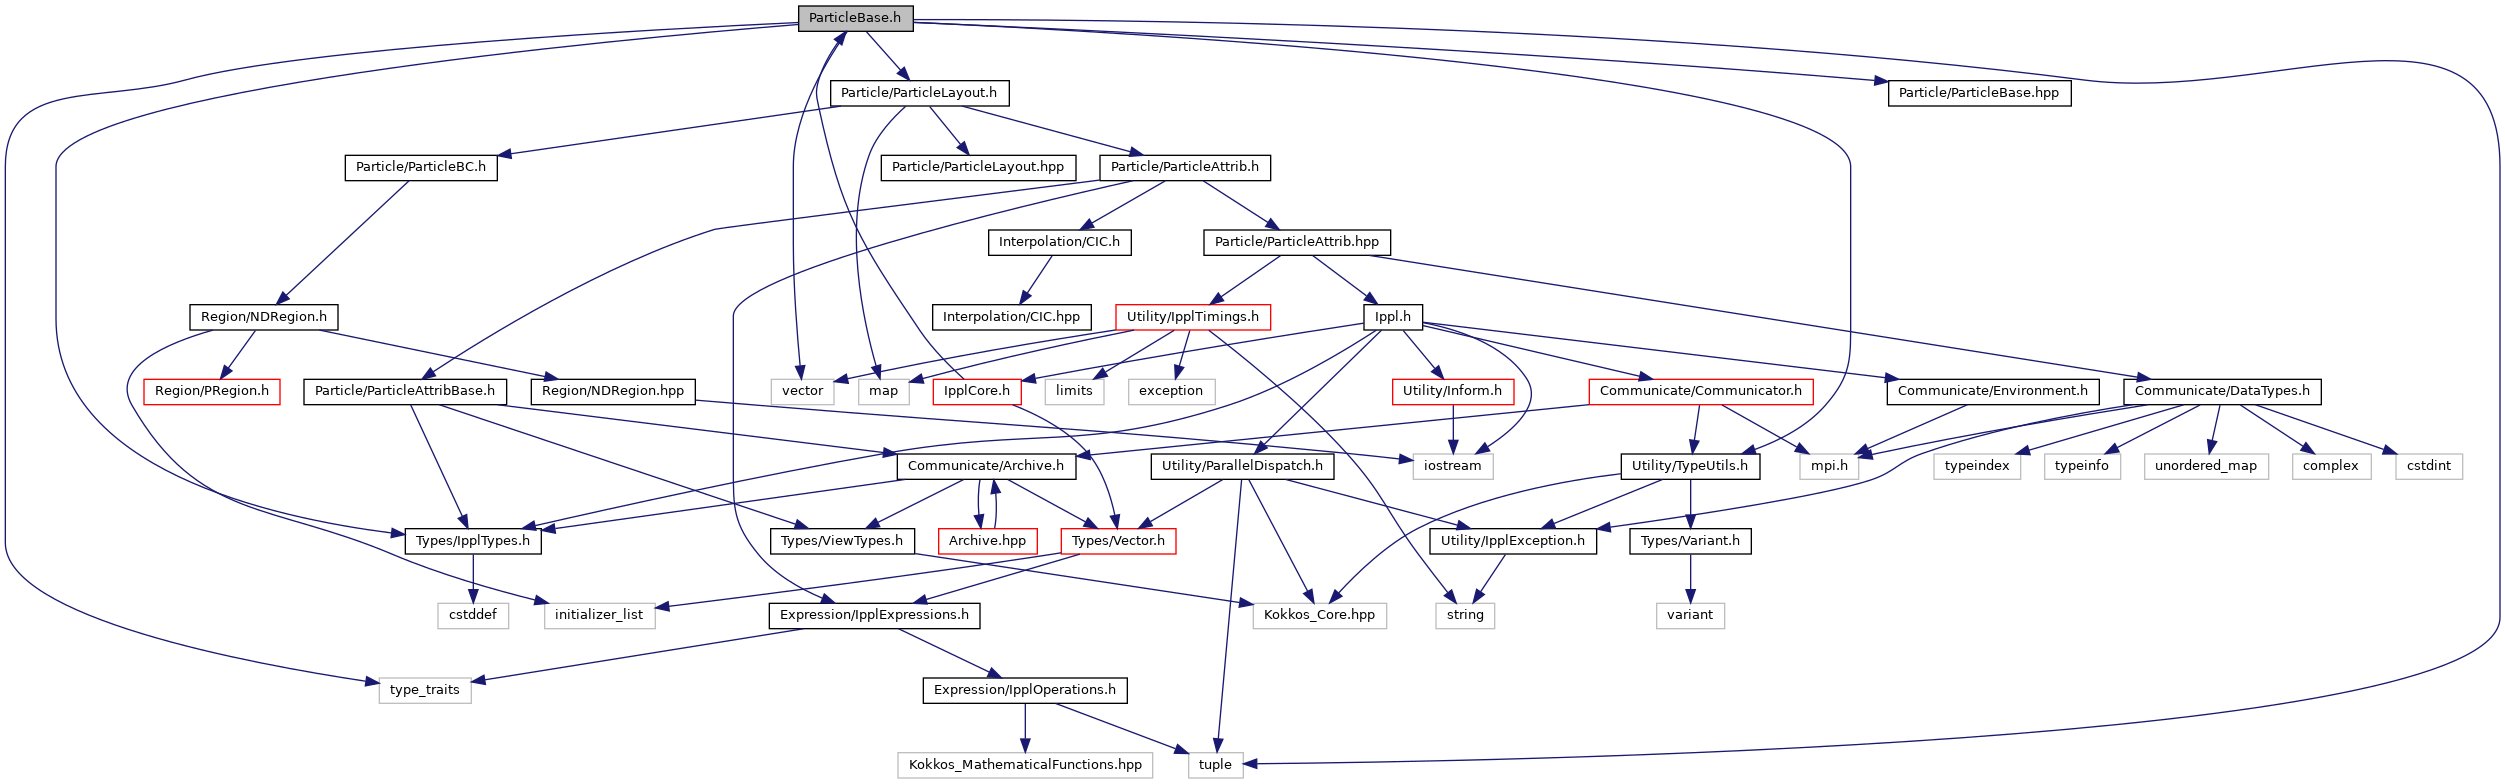 ParticleBase.h
Particle/ParticleLayout.h
Particle/ParticleBase.hpp
Particle/ParticleBC.h
Particle/ParticleLayout.hpp
Particle/ParticleAttrib.h
Interpolation/CIC.h
Particle/ParticleAttrib.hpp
Region/NDRegion.h
Interpolation/CIC.hpp
Utility/IpplTimings.h
Ippl.h
Region/PRegion.h
Particle/ParticleAttribBase.h
Region/NDRegion.hpp
vector
map
IpplCore.h
limits
exception
Utility/Inform.h
Communicate/Communicator.h
Communicate/Environment.h
Communicate/DataTypes.h
Communicate/Archive.h
Utility/ParallelDispatch.h
iostream
Utility/TypeUtils.h
mpi.h
typeindex
typeinfo
unordered_map
complex
cstdint
Types/IpplTypes.h
Types/ViewTypes.h
Archive.hpp
Types/Vector.h
Utility/IpplException.h
Types/Variant.h
cstddef
initializer_list
Expression/IpplExpressions.h
Kokkos_Core.hpp
string
variant
type_traits
Expression/IpplOperations.h
Kokkos_MathematicalFunctions.hpp
tuple